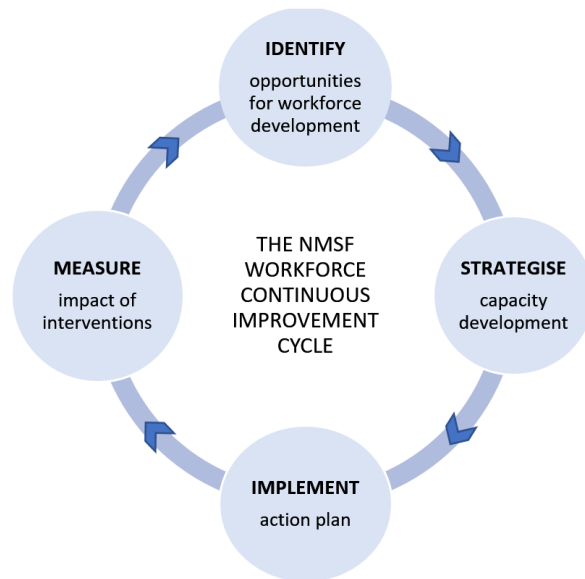 IDENTIFY
opportunities
for workforce
development
THE NMSF
WORKFORCE
CONTINUOUS
IMPROVEMENT
CYCLE
MEASURE
impact of
interventions
STRATEGISE
capacity
development
IMPLEMENT
action plan